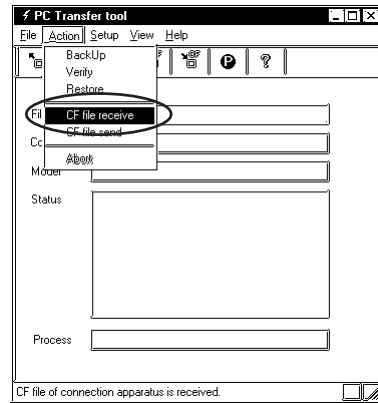 PC Transfer tool
File Action Setup View Help
BackUp
Verify
Restore
Fil
CF file receive
CF file send
Abort
Model
Status
Process
CF file of connection apparatus is received.